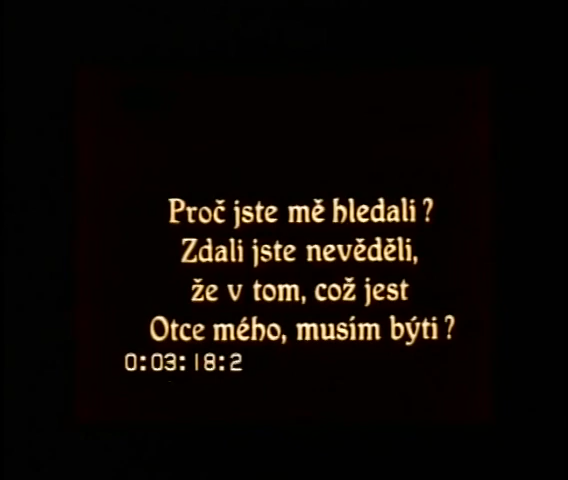 Proč jste mě hledali?
Zdali jste nevěděli,
že v tom, což jest
Otce mého, musím býti?
0:03:18:2